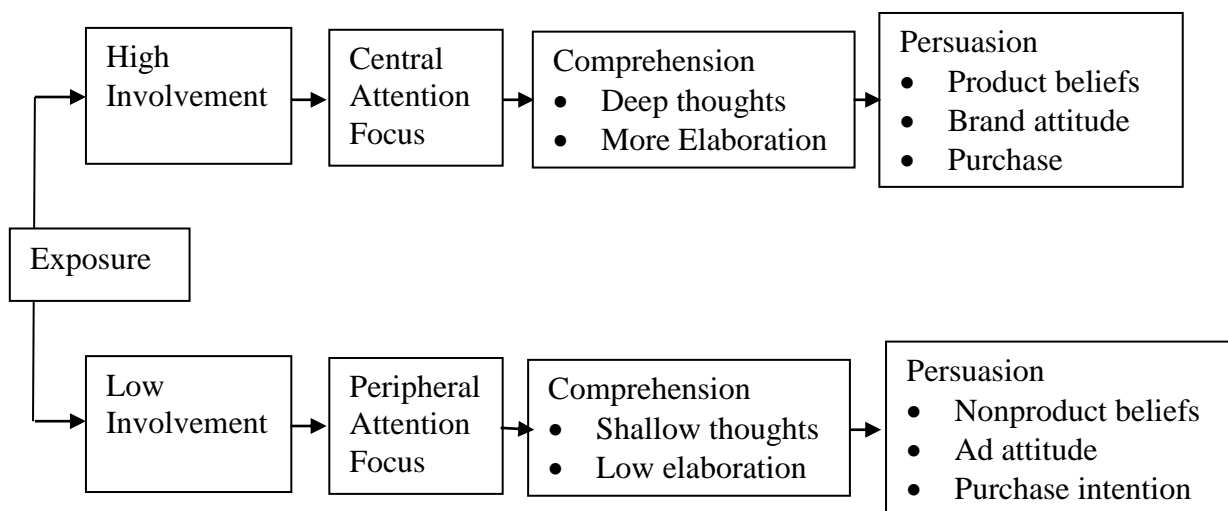 High
Involvement
Central
Attention
Focus
Comprehension
• Deep thoughts
• More Elaboration
Persuasion
• Product beliefs
• Brand attitude
• Purchase
Exposure
Low
Involvement
Peripheral
Attention
Focus
Comprehension
• Shallow thoughts
• Low elaboration
Persuasion
• Nonproduct beliefs
• Ad attitude
• Purchase intention